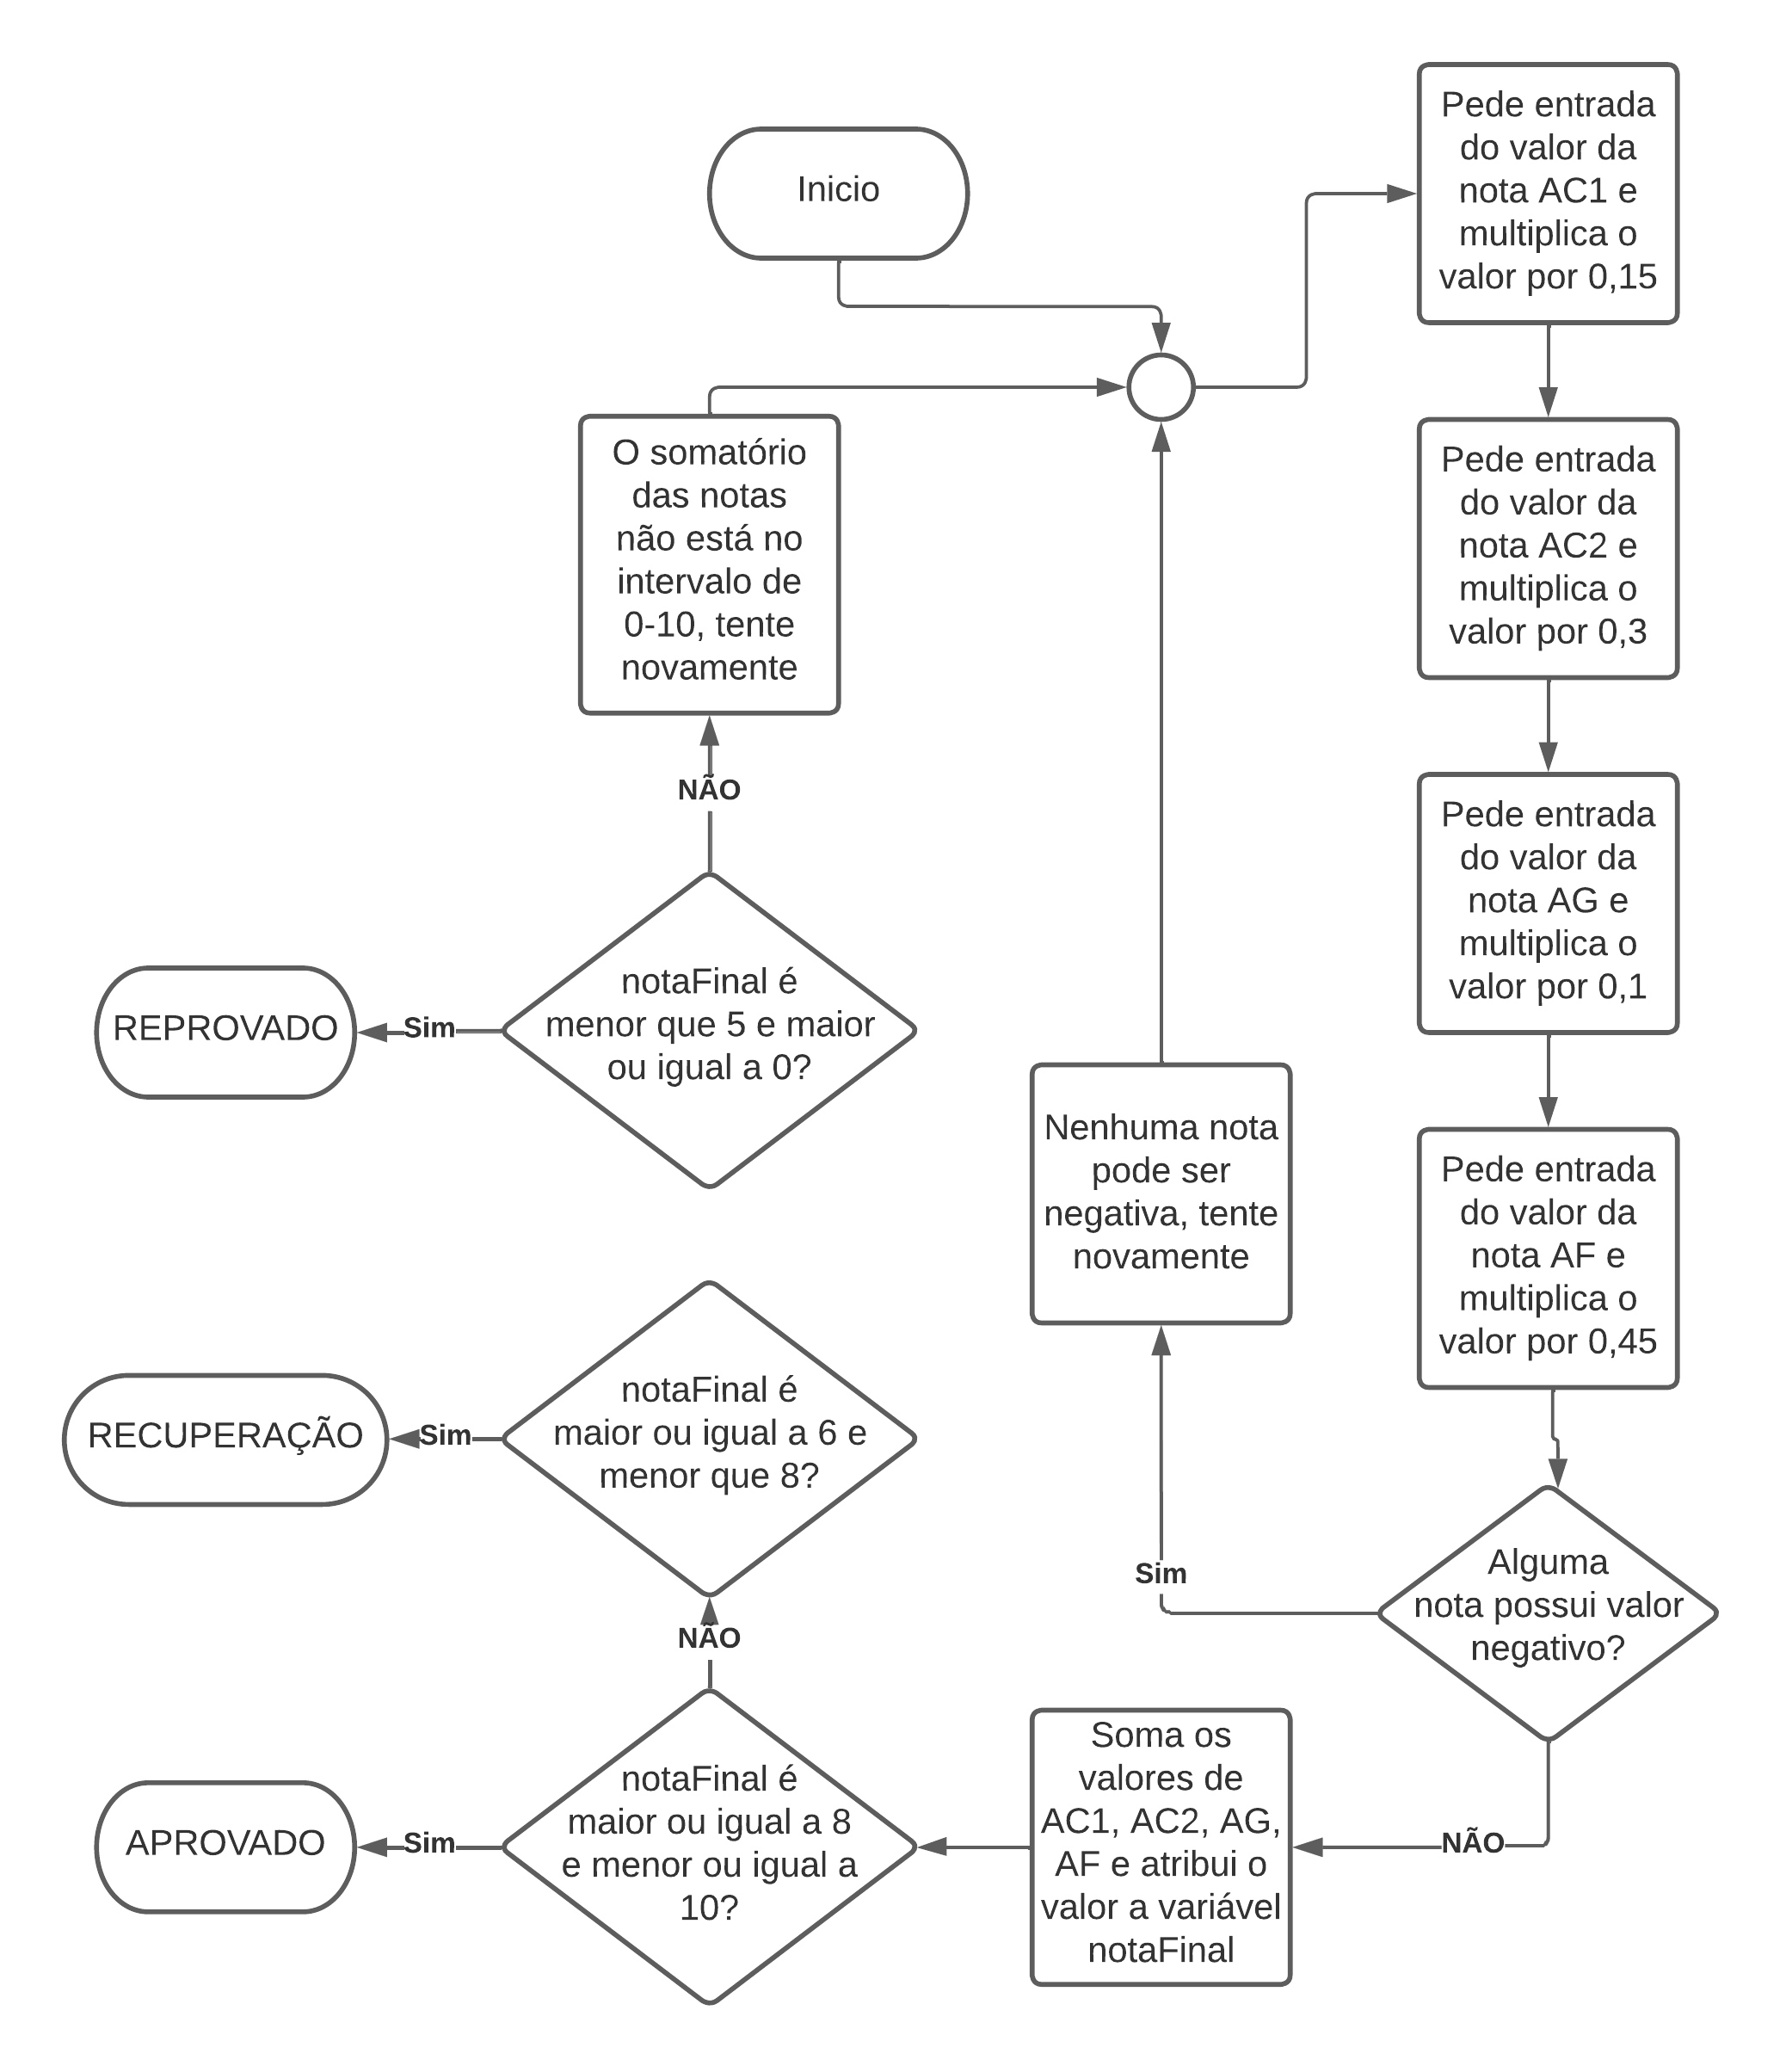 Inicio
Pede entrada
do valor da
nota AC1 e
multiplica o
valor por 0,15
Pede entrada
do valor da
nota AC2 e
multiplica o
valor por 0,3
Pede entrada
do valor da
nota AG e
multiplica o
valor por 0,1
Pede entrada
do valor da
nota AF e
multiplica o
valor por 0,45
Alguma
nota possui valor
negativo?
Sim
Nenhuma nota
pode ser
negativa, tente
novamente
NÃO
Soma os
valores de
AC1, AC2, AG,
AF e atribui o
valor a variável
notaFinal
notaFinal é
maior ou igual a 8
e menor ou igual a
10?
Sim
APROVADO
NÃO
notaFinal é
maior ou igual a 6 e
menor que 8?
Sim
RECUPERAÇÃO
notaFinal é
menor que 5 e maior
ou igual a 0?
Sim
REPROVADO
NÃO
O somatório
das notas
não está no
intervalo de
0-10, tente
novamente